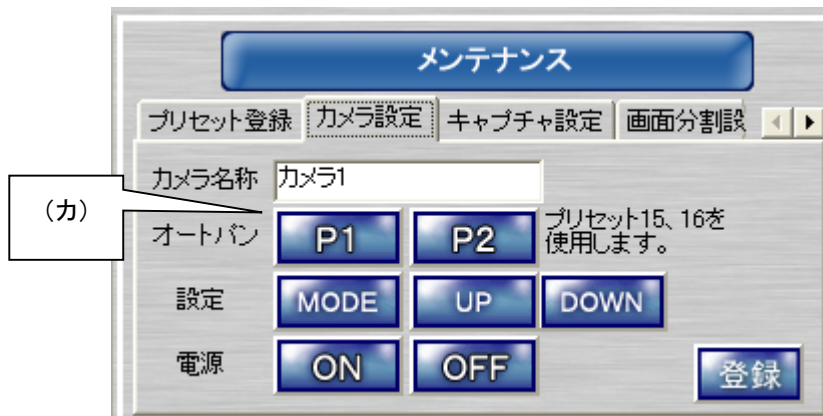 メンテナンス
プリセット登録 カメラ設定 キャプチャ設定 画面分割設
カメラ名称 カメラ1
(カ)
オートパン P1 P2 プリセット15、16を
使用します。
設定 MODE UP DOWN
電源 ON OFF
登録